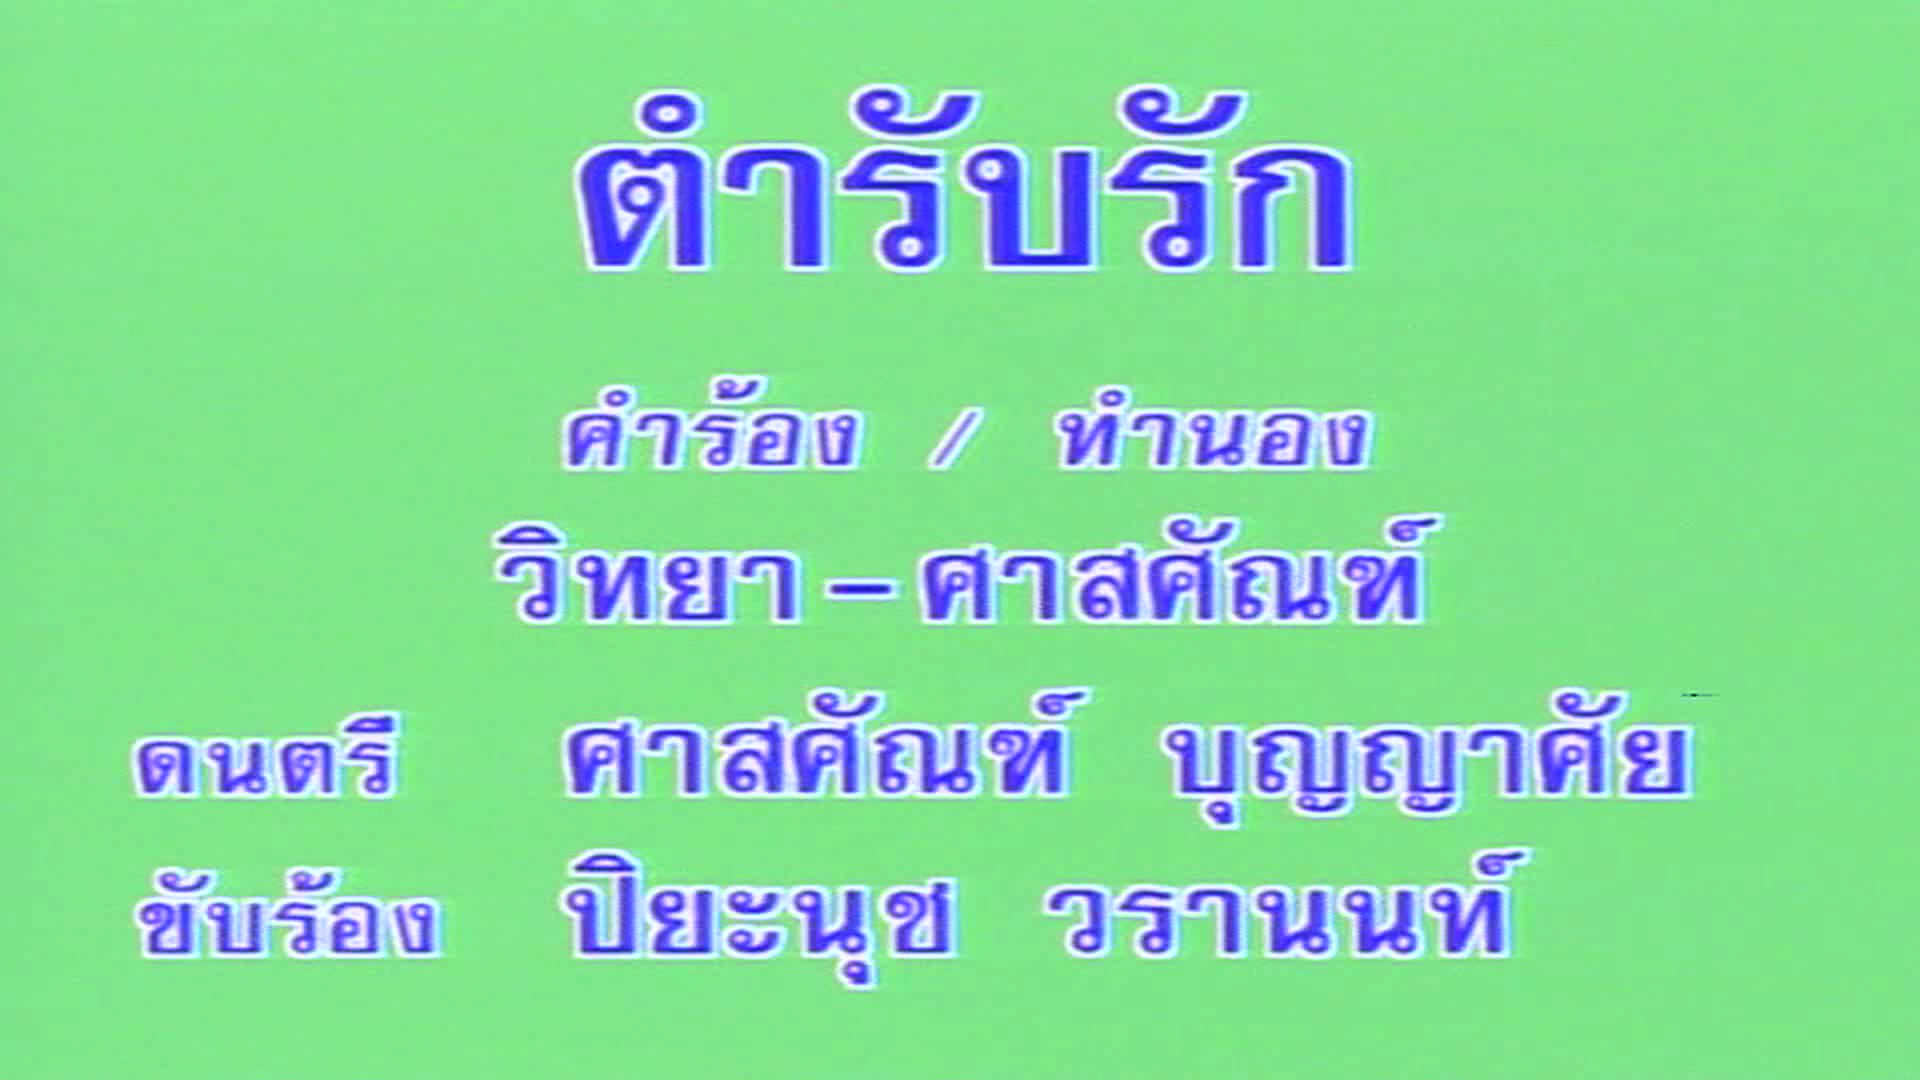 ตำรับรัก
คำร้อง / ทำนอง
วิทยา - ศาสศัณฑ์
ดนตรี ศาสศัณฑ์ บุญญาศัย
ขับร้อง ปิยะนุช วรานนท์